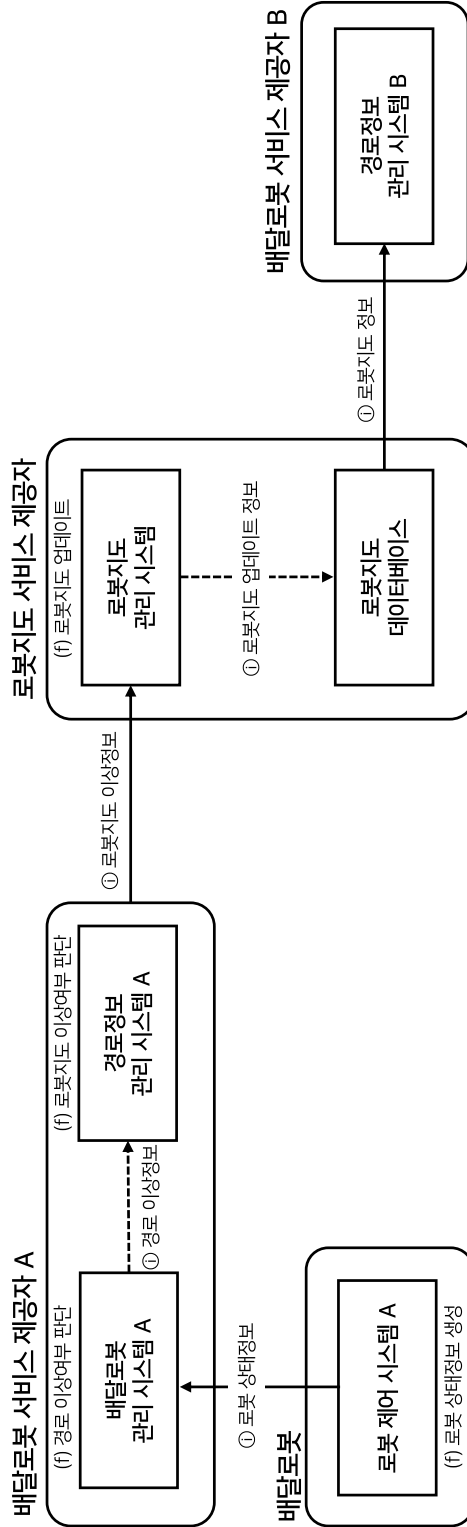 배달로봇 서비스 제공자 A
(f) 경로 이상여부 판단
배달로봇
관리 시스템 A
ⓘ 경로 이상정보
(f) 로봇지도 이상여부 판단
경로정보
관리 시스템 A
ⓘ 로봇 상태정보
배달로봇
로봇 제어 시스템 A
(f) 로봇 상태정보 생성
ⓘ 로봇지도 이상정보
로봇지도 서비스 제공자
(f) 로봇지도 업데이트
로봇지도
관리 시스템
ⓘ 로봇지도 업데이트 정보
로봇지도
데이터베이스
ⓘ 로봇지도 정보
배달로봇 서비스 제공자 B
경로정보
관리 시스템 B